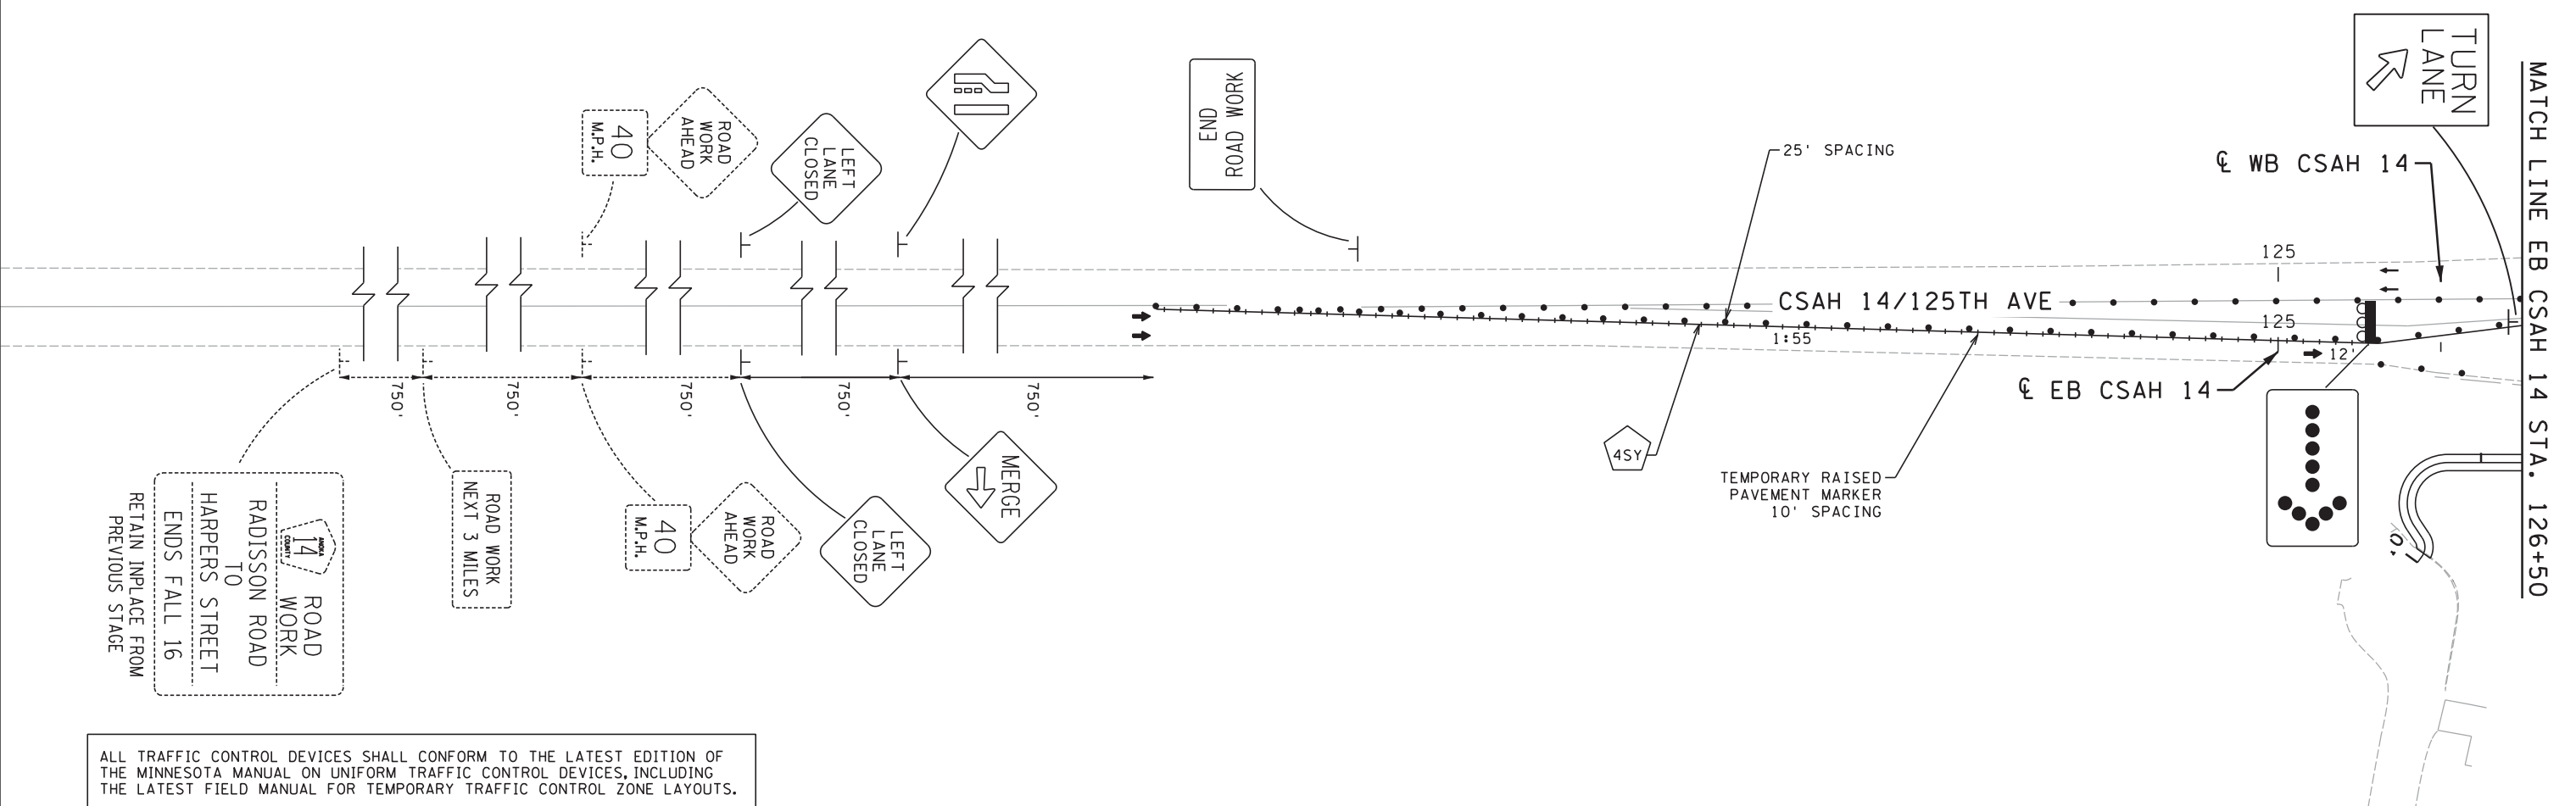 TURN
LANE
MATCH LINE EB CSAH 14 STA. 126+50
℄ WB CSAH 14
ROAD WORK
AHEAD
40
M.P.H.
LEFT
LANE
CLOSED
END
ROAD WORK
25' SPACING
125
CSAH 14/125TH AVE
125
1:55
12'
℄ EB CSAH 14
750'
750'
750'
750'
750'
4SY
TEMPORARY RAISED
PAVEMENT MARKER
10' SPACING
MERGE
LEFT
LANE
CLOSED
ROAD
WORK
AHEAD
40
M.P.H.
ROAD WORK
NEXT 3 MILES
ANOKA
14
COUNTY
ROAD
WORK
RADISSON ROAD
TO
HARPERS STREET
ENDS FALL 16
RETAIN INPLACE FROM
PREVIOUS STAGE
ALL TRAFFIC CONTROL DEVICES SHALL CONFORM TO THE LATEST EDITION OF
THE MINNESOTA MANUAL ON UNIFORM TRAFFIC CONTROL DEVICES, INCLUDING
THE LATEST FIELD MANUAL FOR TEMPORARY TRAFFIC CONTROL ZONE LAYOUTS.